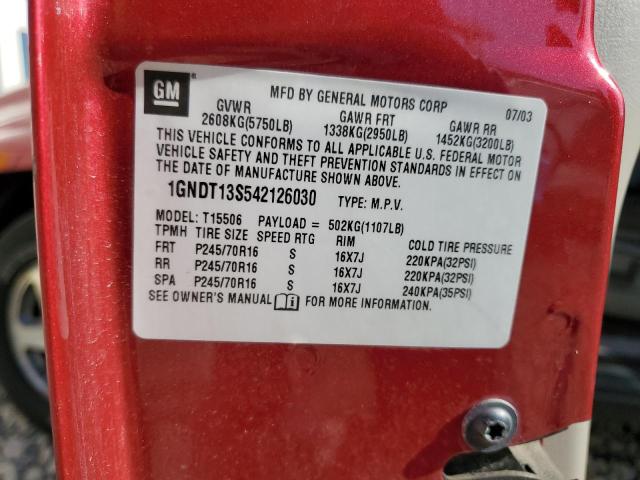 GM ®
MFD BY GENERAL MOTORS CORP 07/03
GVWR GAWR FRT GAWR RR
2608KG(5750LB) 1338KG(2950LB) 1452KG(3200LB)
THIS VEHICLE CONFORMS TO ALL APPLICABLE U.S. FEDERAL MOTOR
VEHICLE SAFETY AND THEFT PREVENTION STANDARDS IN EFFECT ON
THE DATE OF MANUFACTURE SHOWN ABOVE.
1GNDT13S542126030 TYPE: M.P.V.
MODEL: T15506 PAYLOAD = 502KG(1107LB)
TPMH TIRE SIZE SPEED RTG RIM COLD TIRE PRESSURE
FRT P245/70R16 S 16X7J 220KPA(32PSI)
RR P245/70R16 S 16X7J 220KPA(32PSI)
SPA P245/70R16 S 16X7J 240KPA(35PSI)
SEE OWNER'S MANUAL FOR MORE INFORMATION.